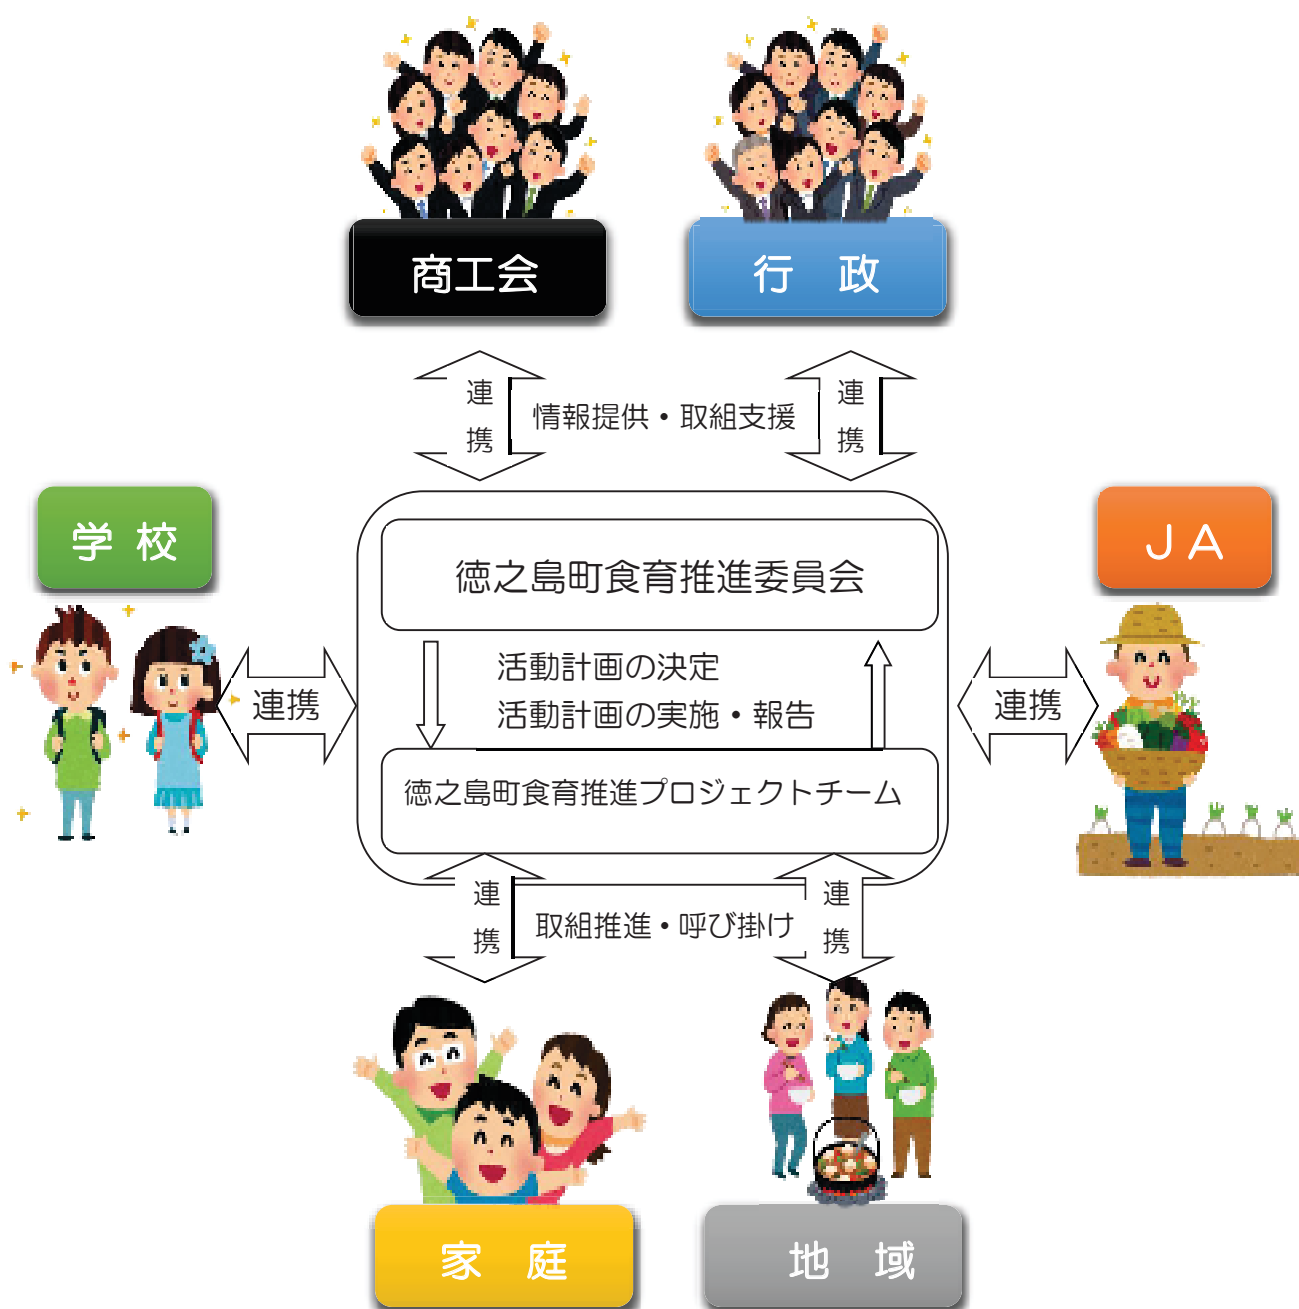 商工会
行　政
連携
情報提供・取組支援
連携
学 校
ＪＡ
徳之島町食育推進委員会
活動計画の決定
活動計画の実施・報告
連携
連携
徳之島町食育推進プロジェクトチーム
連携
取組推進・呼び掛け
連携
家　庭
地　域